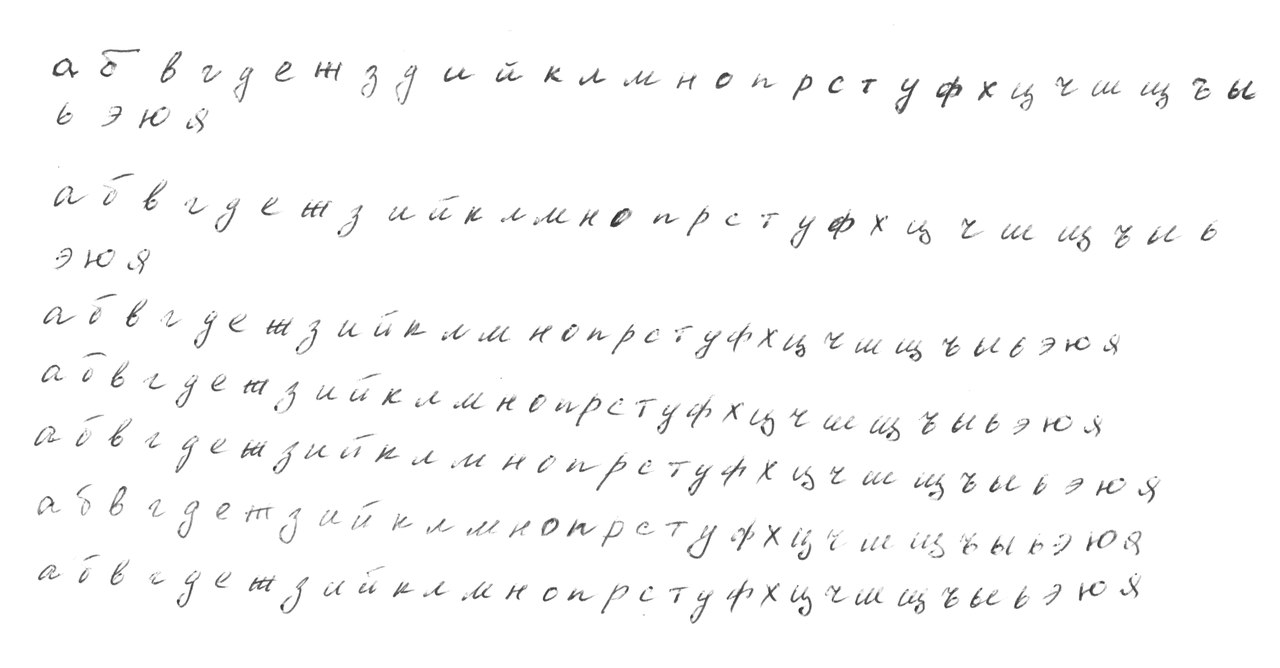 а б в г д е ж з д и й к л м н о п р с т у ф х ц ч ш щ ъ ы
ь э ю я
а б в г д е ж з и й к л м н о п р с т у ф х ц ч ш щ ъ ы ь
э ю я
а б в г д е ж з и й к л м н о п р с т у ф х ц ч ш щ ъ ы ь э ю я
а б в г д е ж з и й к л м н о п р с т у ф х ц ч ш щ ъ ы ь э ю я
а б в г д е ж з и й к л м н о п р с т у ф х ц ч ш щ ъ ы ь э ю я
а б в г д е ж з и й к л м н о п р с т у ф х ц ч ш щ ъ ы ь э ю я
а б в г д е ж з и й к л м н о п р с т у ф х ц ч ш щ ъ ы ь э ю я